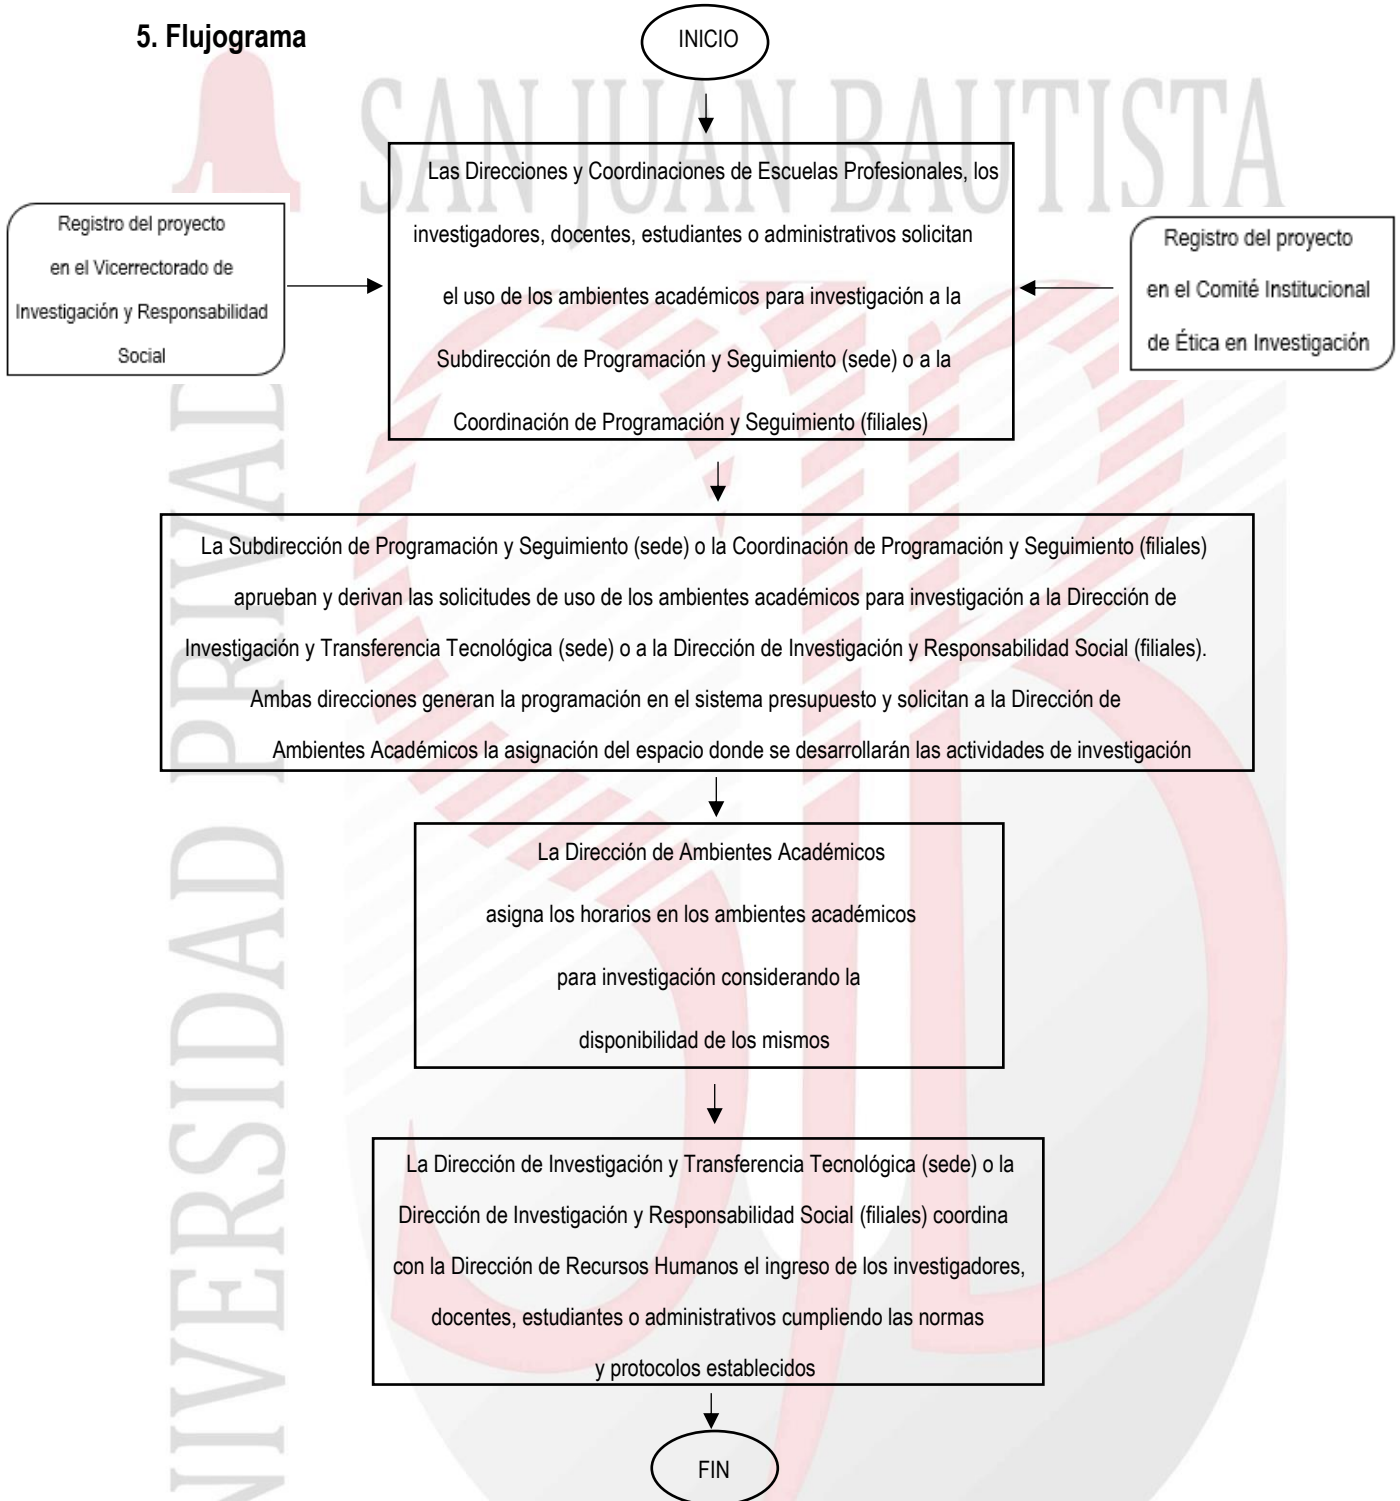 5. Flujograma
INICIO
SAN JUAN BAUTISTA
Las Direcciones y Coordinaciones de Escuelas Profesionales, los
investigadores, docentes, estudiantes o administrativos solicitan
el uso de los ambientes académicos para investigación a la
Subdirección de Programación y Seguimiento (sede) o a la
Coordinación de Programación y Seguimiento (filiales)
Registro del proyecto
en el Vicerrectorado de
Investigación y Responsabilidad
Social
Registro del proyecto
en el Comité Institucional
de Ética en Investigación
La Subdirección de Programación y Seguimiento (sede) o la Coordinación de Programación y Seguimiento (filiales)
aprueban y derivan las solicitudes de uso de los ambientes académicos para investigación a la Dirección de
Investigación y Transferencia Tecnológica (sede) o a la Dirección de Investigación y Responsabilidad Social (filiales).
Ambas direcciones generan la programación en el sistema presupuesto y solicitan a la Dirección de
Ambientes Académicos la asignación del espacio donde se desarrollarán las actividades de investigación
La Dirección de Ambientes Académicos
asigna los horarios en los ambientes académicos
para investigación considerando la
disponibilidad de los mismos
La Dirección de Investigación y Transferencia Tecnológica (sede) o la
Dirección de Investigación y Responsabilidad Social (filiales) coordina
con la Dirección de Recursos Humanos el ingreso de los investigadores,
docentes, estudiantes o administrativos cumpliendo las normas
y protocolos establecidos
FIN
NIVERSIDAD PRIVAD
SJB